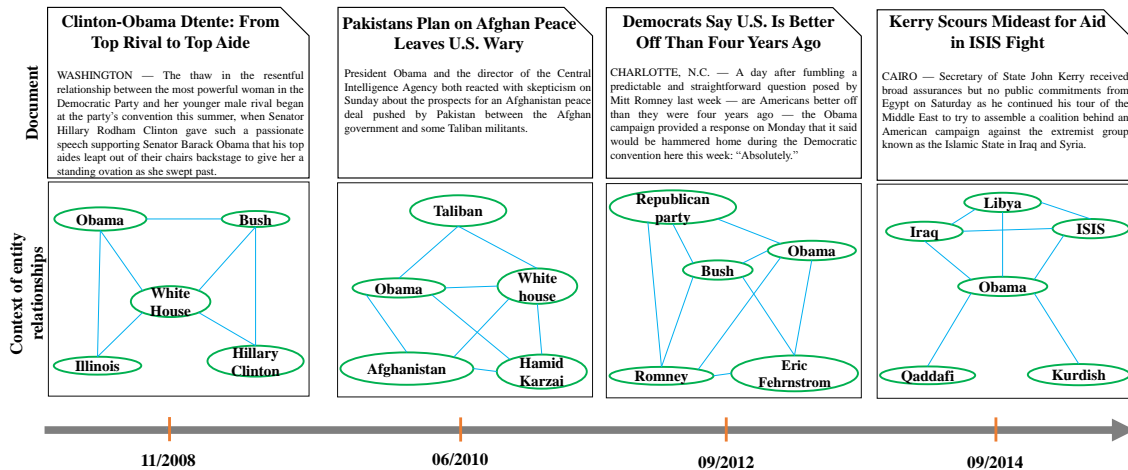 Document
Clinton-Obama Dtente: From
Top Rival to Top Aide
WASHINGTON — The thaw in the resentful
relationship between the most powerful woman in the
Democratic Party and her younger male rival began
at the party's convention this summer, when Senator
Hillary Rodham Clinton gave such a passionate
speech supporting Senator Barack Obama that his top
aides leapt out of their chairs backstage to give her a
standing ovation as she swept past.
Pakistans Plan on Afghan Peace
Leaves U.S. Wary
President Obama and the director of the Central
Intelligence Agency both reacted with skepticism on
Sunday about the prospects for an Afghanistan peace
deal pushed by Pakistan between the Afghan
government and some Taliban militants.
Democrats Say U.S. Is Better
Off Than Four Years Ago
CHARLOTTE, N.C. — A day after fumbling a
predictable and straightforward question posed by
Mitt Romney last week — are Americans better off
than they were four years ago — the Obama
campaign provided a response on Monday that it said
would be hammered home during the Democratic
convention here this week: “Absolutely.”
Kerry Scours Mideast for Aid
in ISIS Fight
CAIRO — Secretary of State John Kerry received
broad assurances but no public commitments from
Egypt on Saturday as he continued his tour of the
Middle East to try to assemble a coalition behind an
American campaign against the extremist group
known as the Islamic State in Iraq and Syria.
Context of entity
relationships
Obama
Bush
White
House
Illinois
Hillary
Clinton
Taliban
Obama
White
house
Afghanistan
Hamid
Karzai
Republican
party
Obama
Bush
Romney
Eric
Fehrnstrom
Libya
Iraq
ISIS
Obama
Qaddafi
Kurdish
11/2008
06/2010
09/2012
09/2014